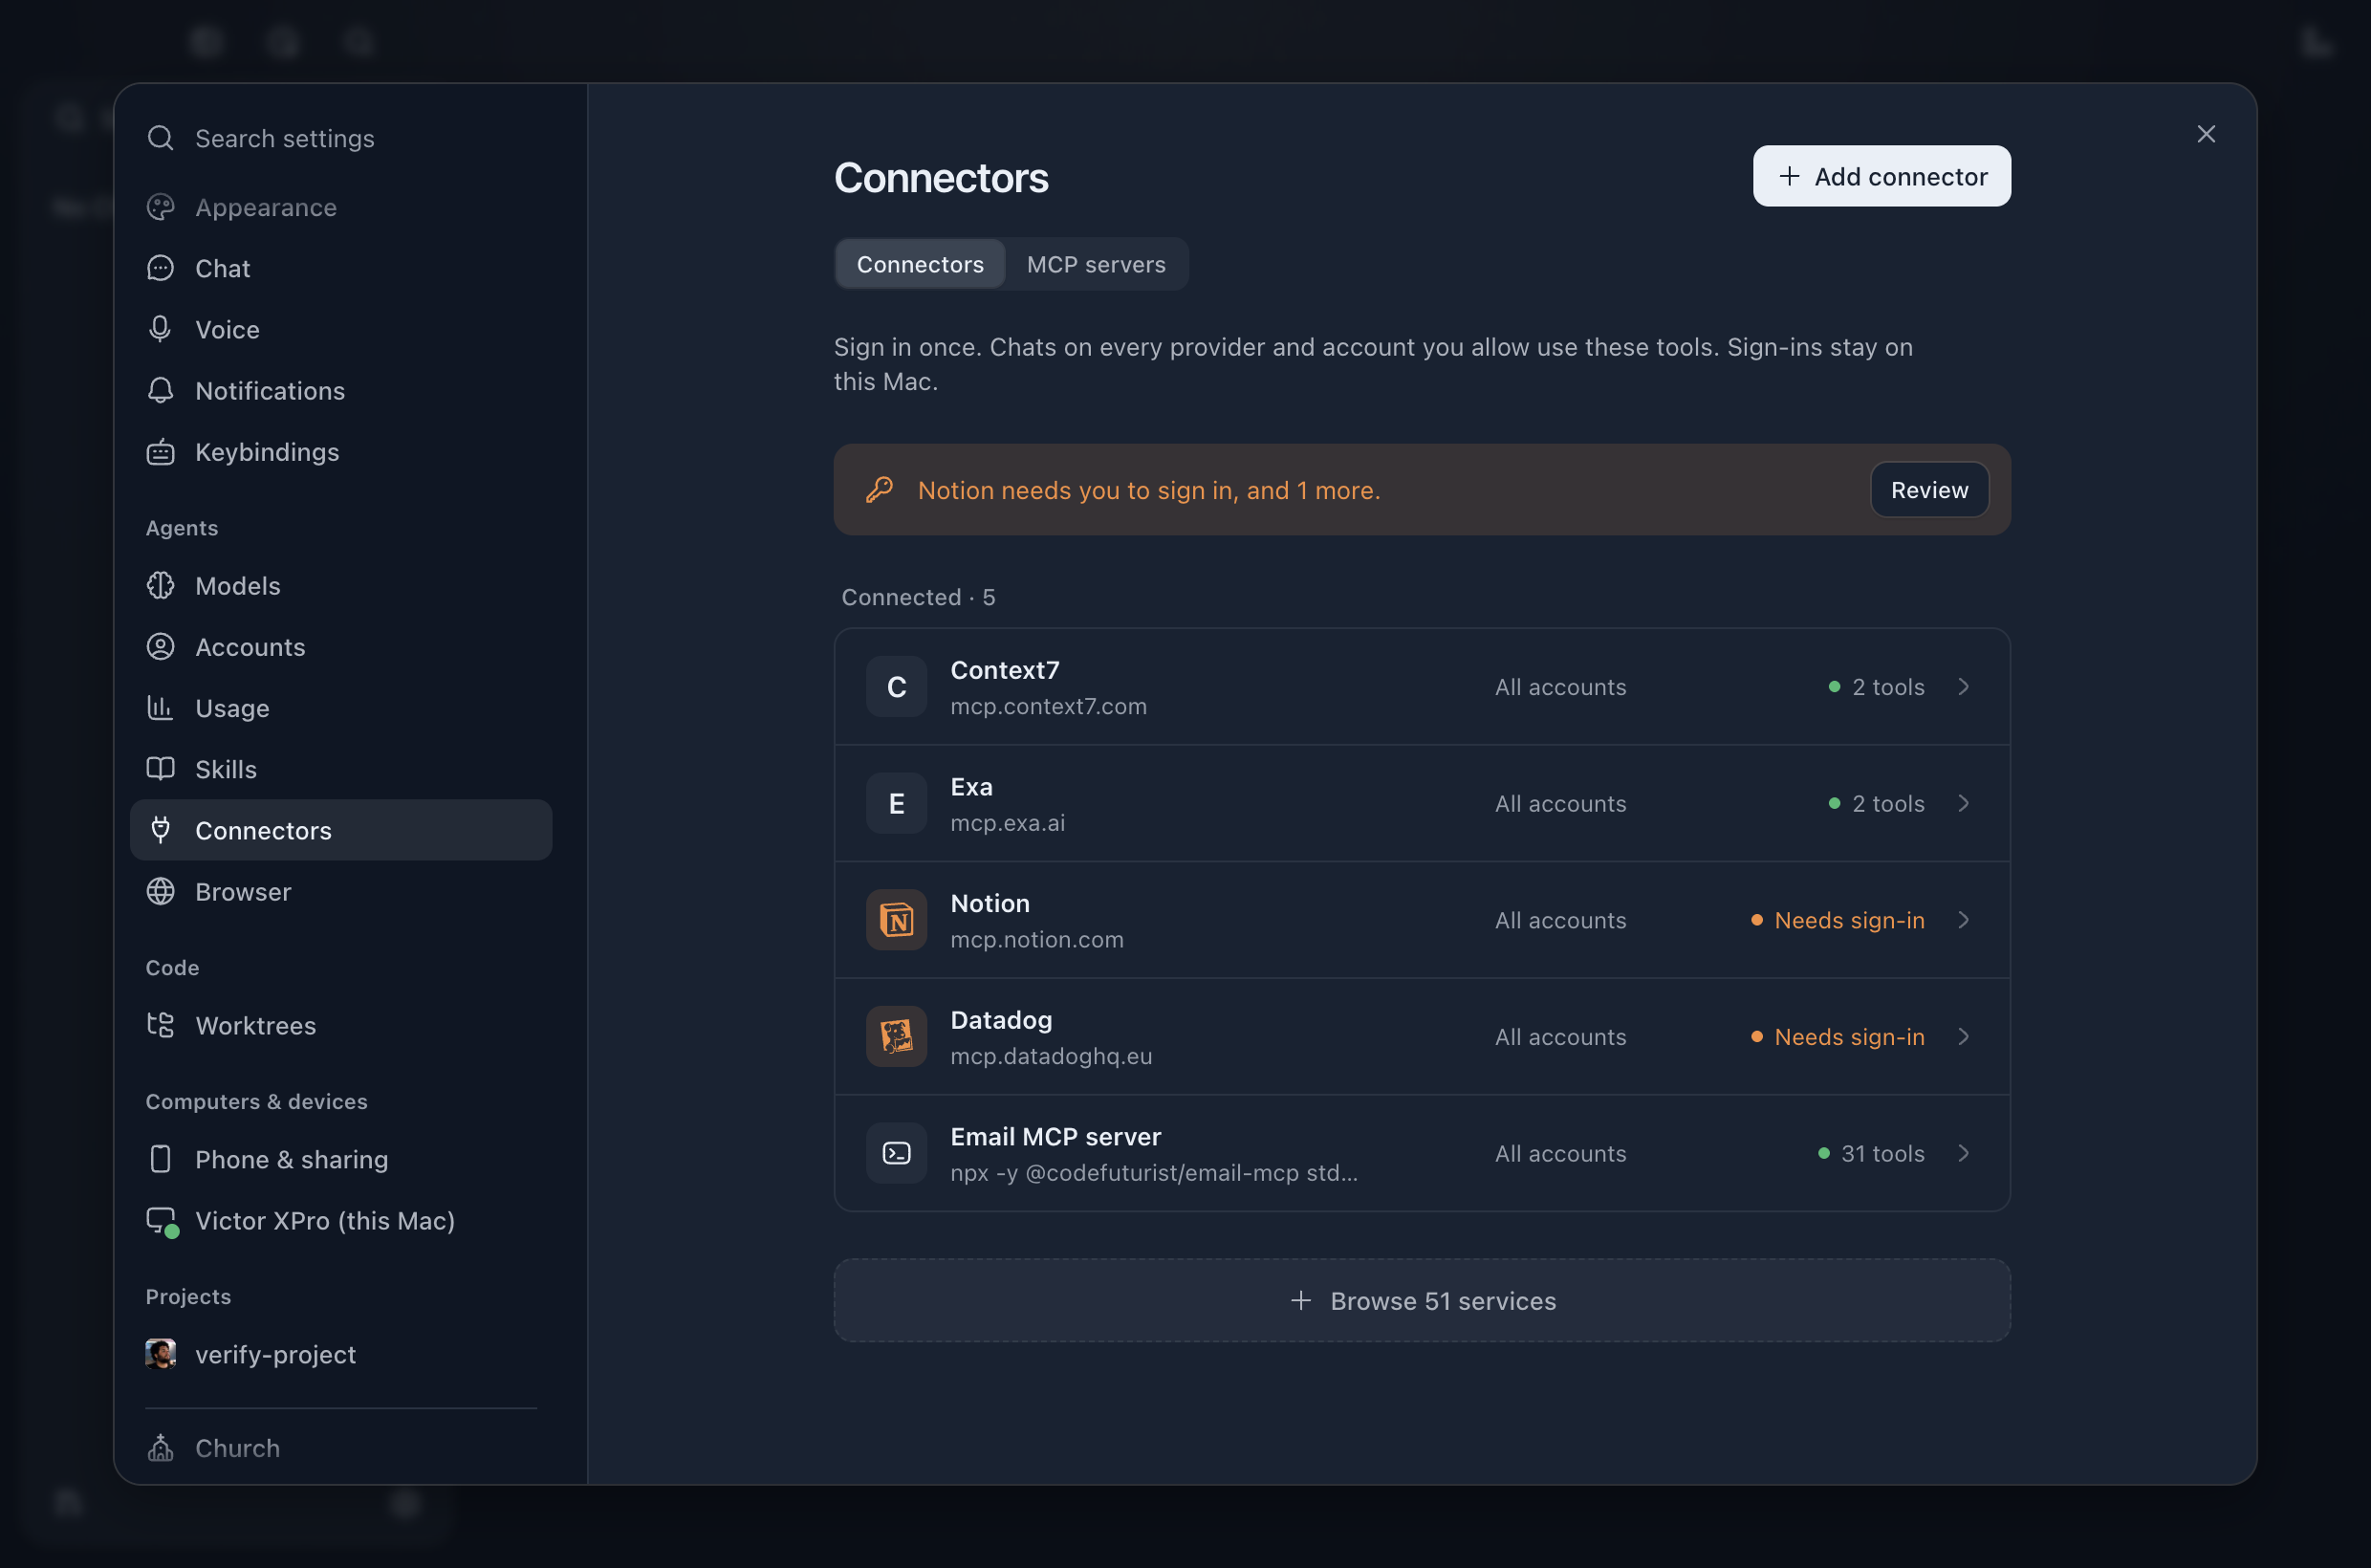 Search settings
Appearance
Chat
Voice
Notifications
Keybindings
Agents
Models
Accounts
Usage
Skills
Connectors
Browser
Code
Worktrees
Computers & devices
Phone & sharing
Victor XPro (this Mac)
Projects
verify-project
Church
Connectors
+ Add connector
Connectors
MCP servers
Sign in once. Chats on every provider and account you allow use these tools. Sign-ins stay on
this Mac.
Notion needs you to sign in, and 1 more.
Review
Connected · 5
C
Context7
mcp.context7.com
All accounts
2 tools
E
Exa
mcp.exa.ai
All accounts
2 tools
N
Notion
mcp.notion.com
All accounts
Needs sign-in
Datadog
mcp.datadoghq.eu
All accounts
Needs sign-in
Email MCP server
npx -y @codefuturist/email-mcp std...
All accounts
31 tools
+ Browse 51 services